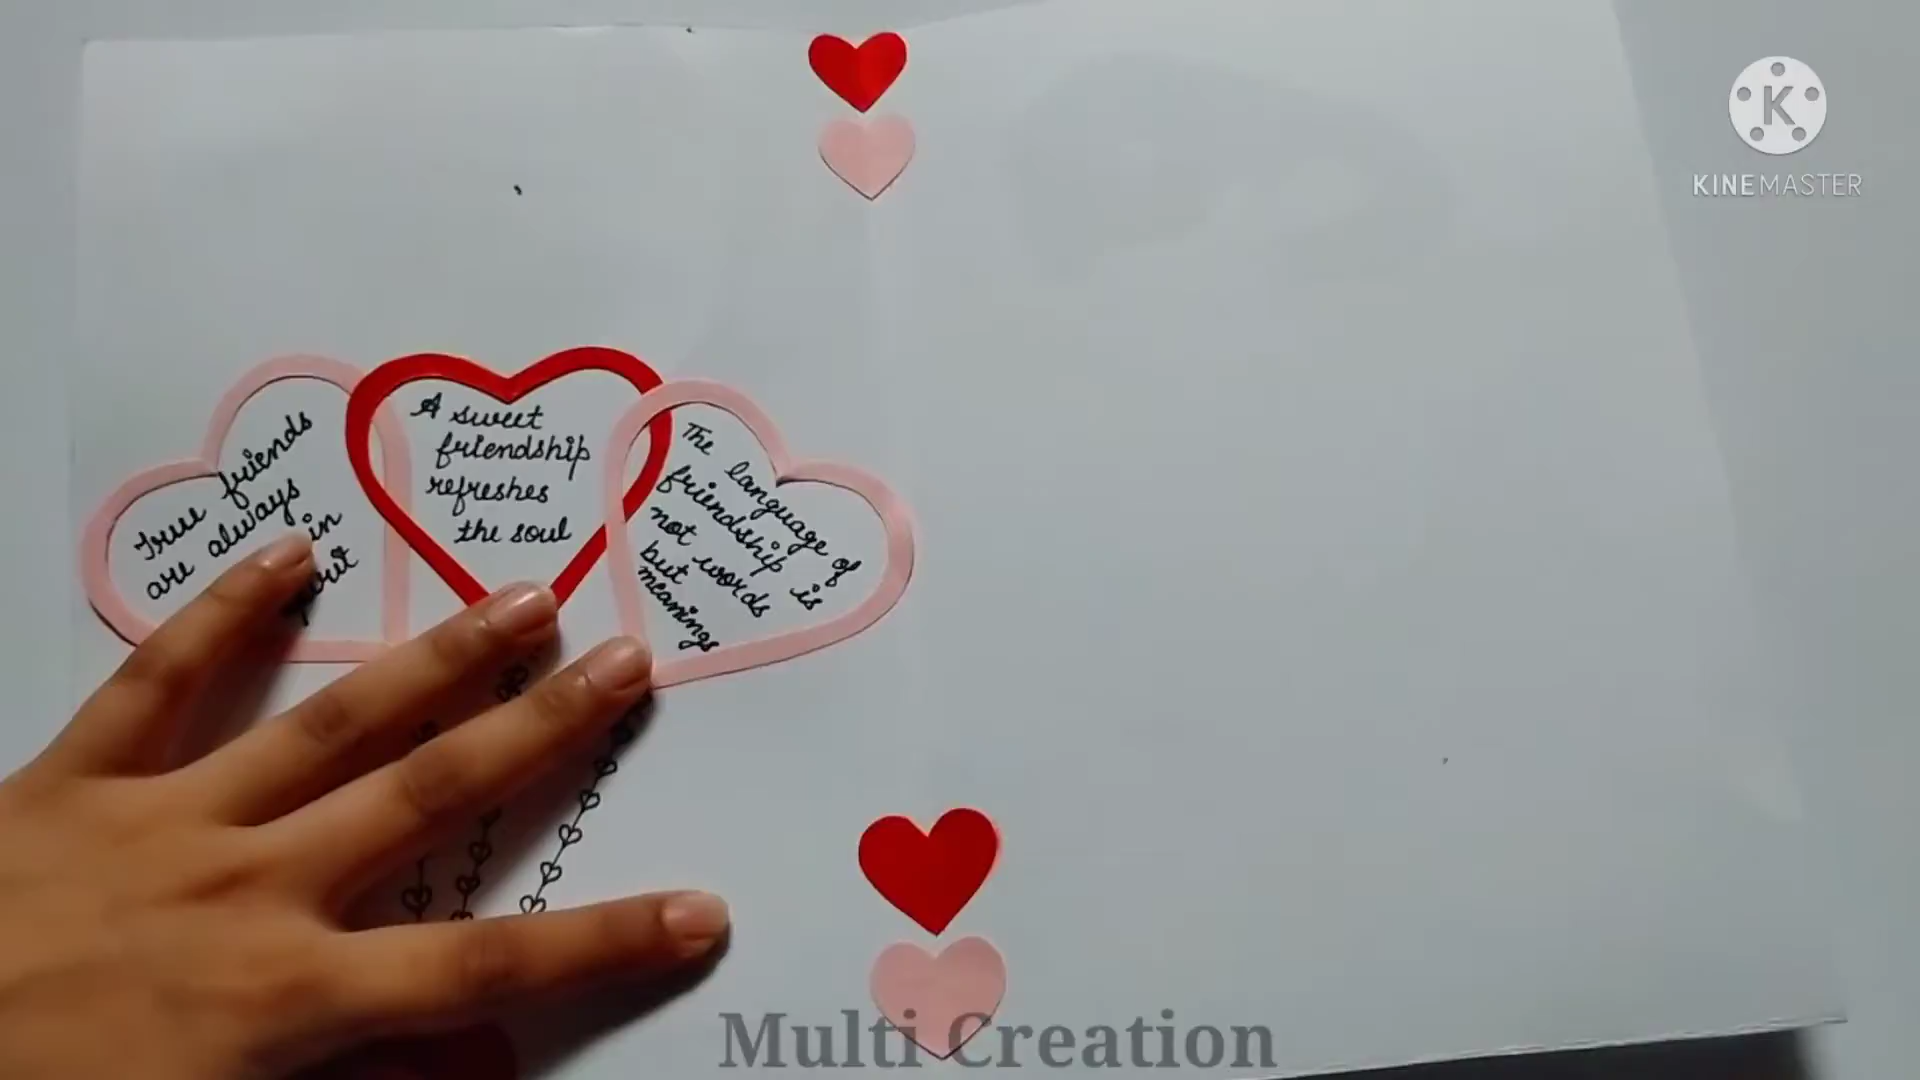 True friends
are always
in
A sweet
friendship
refreshes
the soul
The language of
friendship is
not words
but
meanings
K
KINEMASTER
Multi Creation